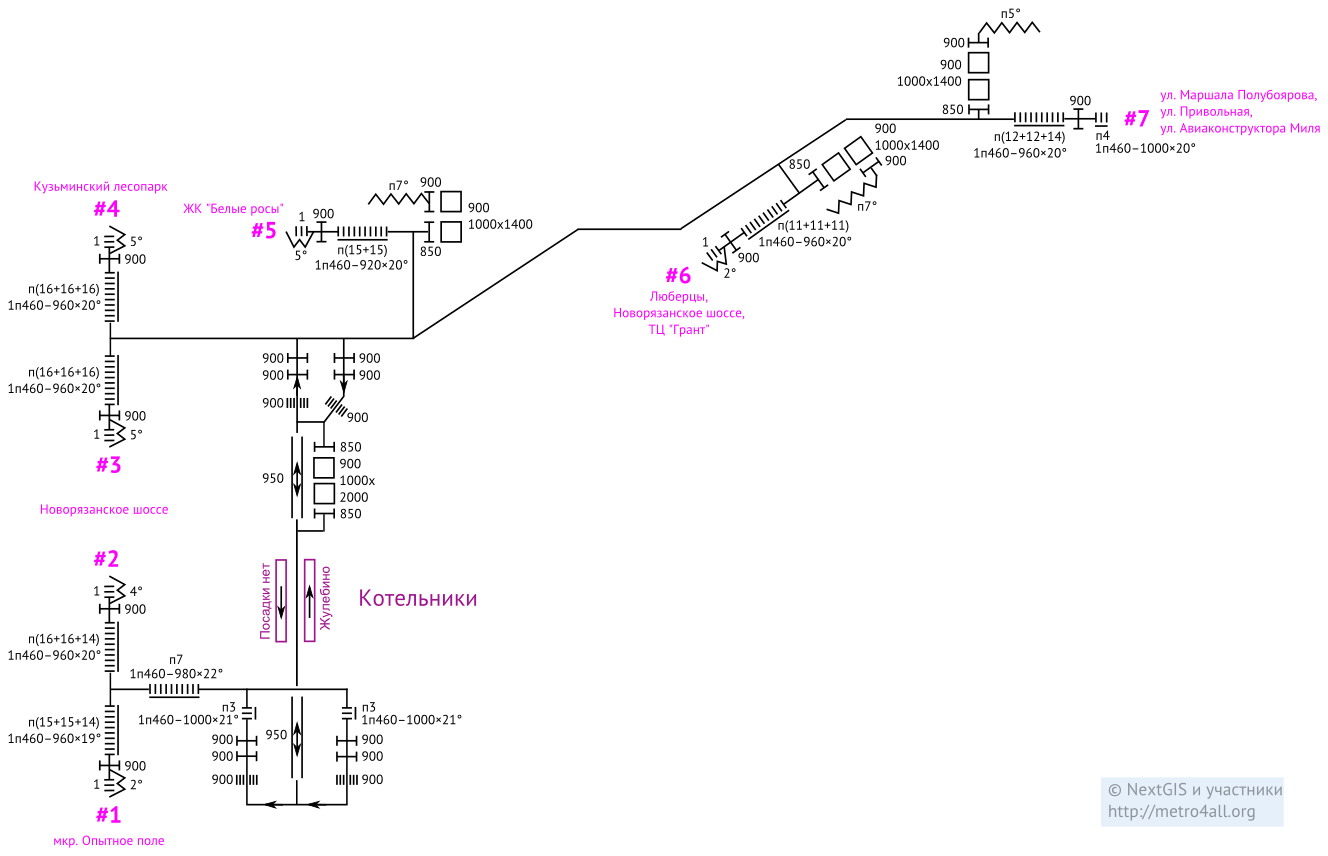 п5°
900
900
1000x1400
850
900
ул. Маршала Полубоярова,
#7
ул. Привольная,
ул. Авиаконструктора Миля
п(12+12+14)
1п460–960×20°
п4
1п460–1000×20°
900
1000x1400
850
900
п7°
п(11+11+11)
1п460–960×20°
1
900
2°
#6
Люберцы,
Новорязанское шоссе,
ТЦ "Грант"
Кузьминский лесопарк
#4
1
5°
900
п(16+16+16)
1п460–960×20°
ЖК "Белые росы"
#5
1
900
5°
п7°
900
900
1000x1400
850
п(15+15)
1п460–920×20°
п(16+16+16)
1п460–960×20°
900
1
5°
#3
900
900
900
900
900
900
850
900
1000x
2000
850
950
Новорязанское шоссе
#2
1
4°
900
п(16+16+14)
1п460–960×20°
Посадки нет
Жулебино
Котельники
п7
1п460–980×22°
п(15+15+14)
1п460–960×19°
900
1
2°
#1
мкр. Опытное поле
п3
1п460–1000×21°
900
900
900
950
п3
1п460–1000×21°
900
900
900
© NextGIS и участники
http://metro4all.org